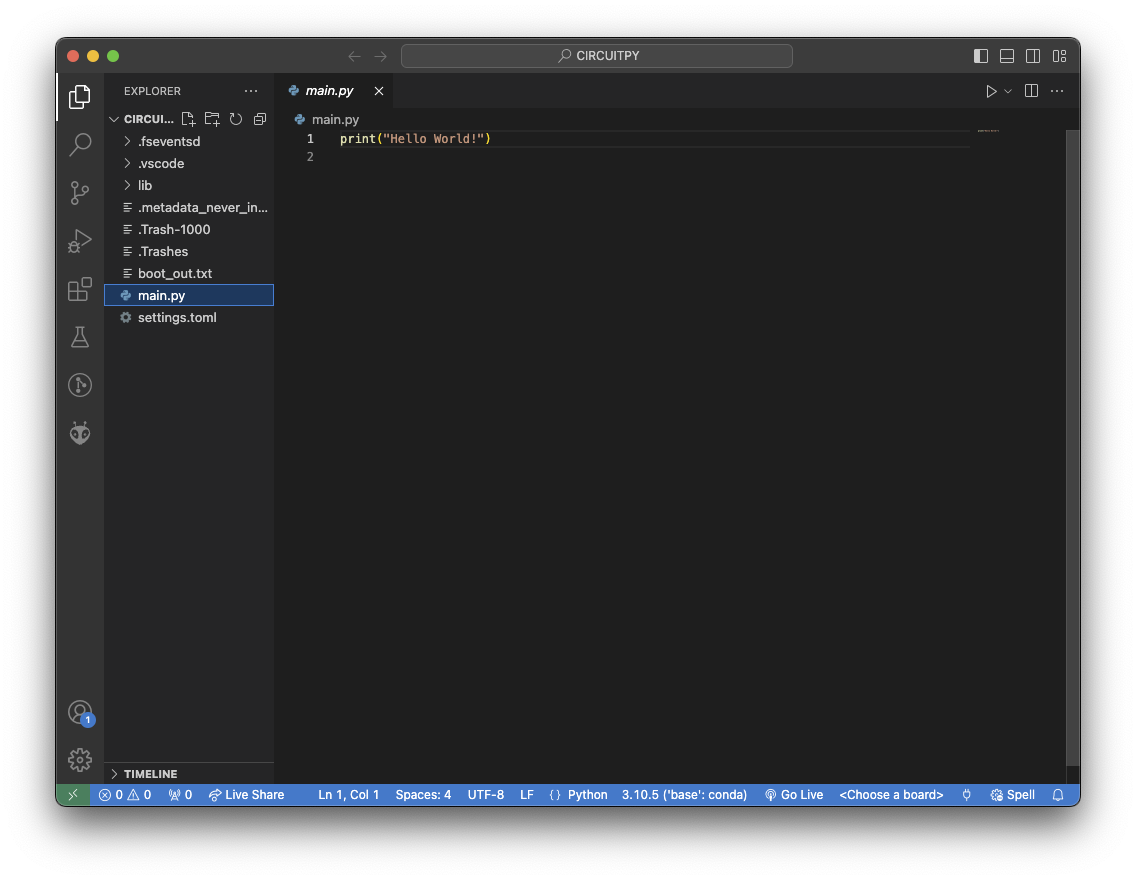 CIRCUITPY
EXPLORER
CIRCUI...
.fseventsd
.vscode
lib
.metadata_never_in...
.Trash-1000
.Trashes
boot_out.txt
main.py
settings.toml
TIMELINE
main.py
main.py
1 print("Hello World!")
2
1
0 0 0 Live Share Ln 1, Col 1 Spaces: 4 UTF-8 LF {} Python 3.10.5 ('base': conda) Go Live <Choose a board> Spell